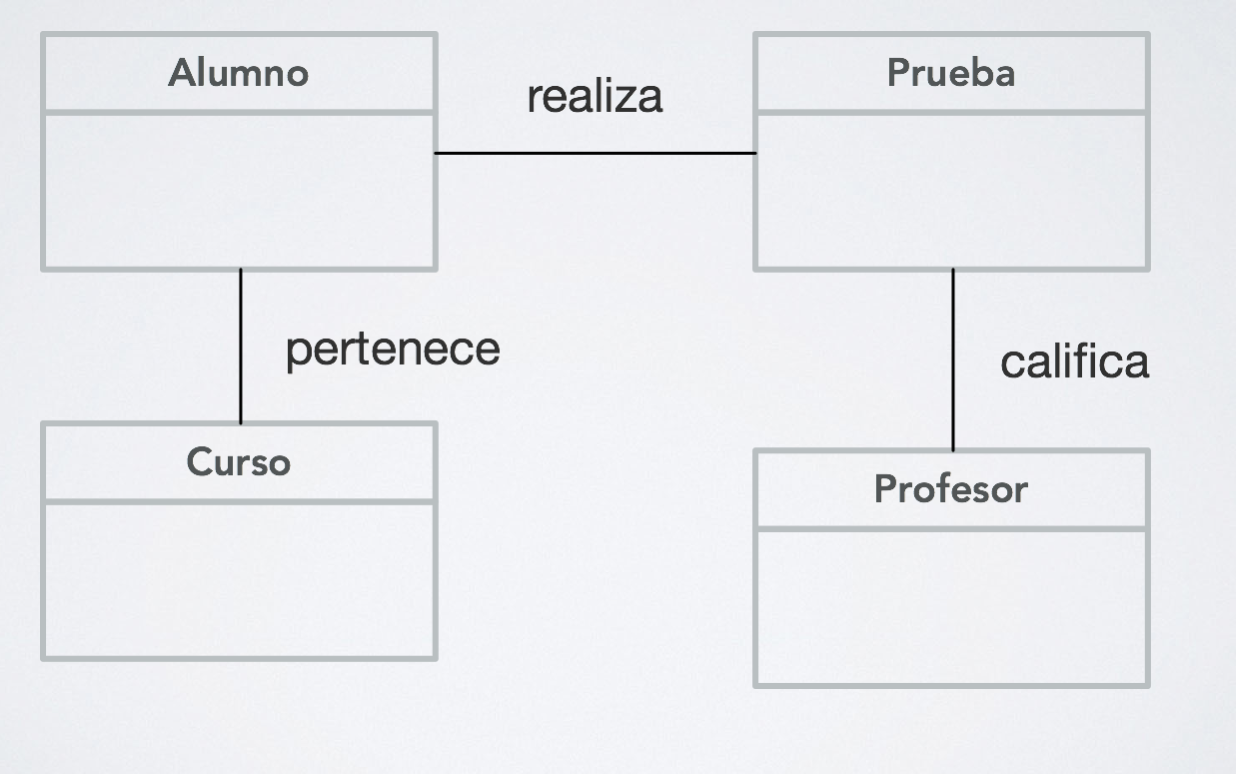 Alumno
realiza
Prueba
pertenece
califica
Curso
Profesor